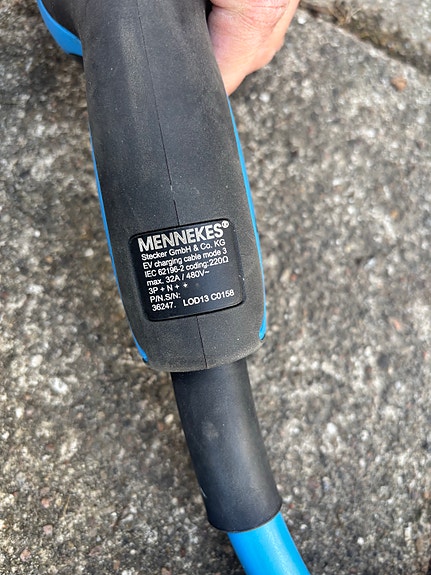 MENNEKES®
Stecker GmbH & Co. KG
EV charging cable mode 3
IEC 62196-2 coding:220Ω
max. 32A / 480V~
3P + N + ⏚
P/N.S/N:
36247. LOD13 C0158